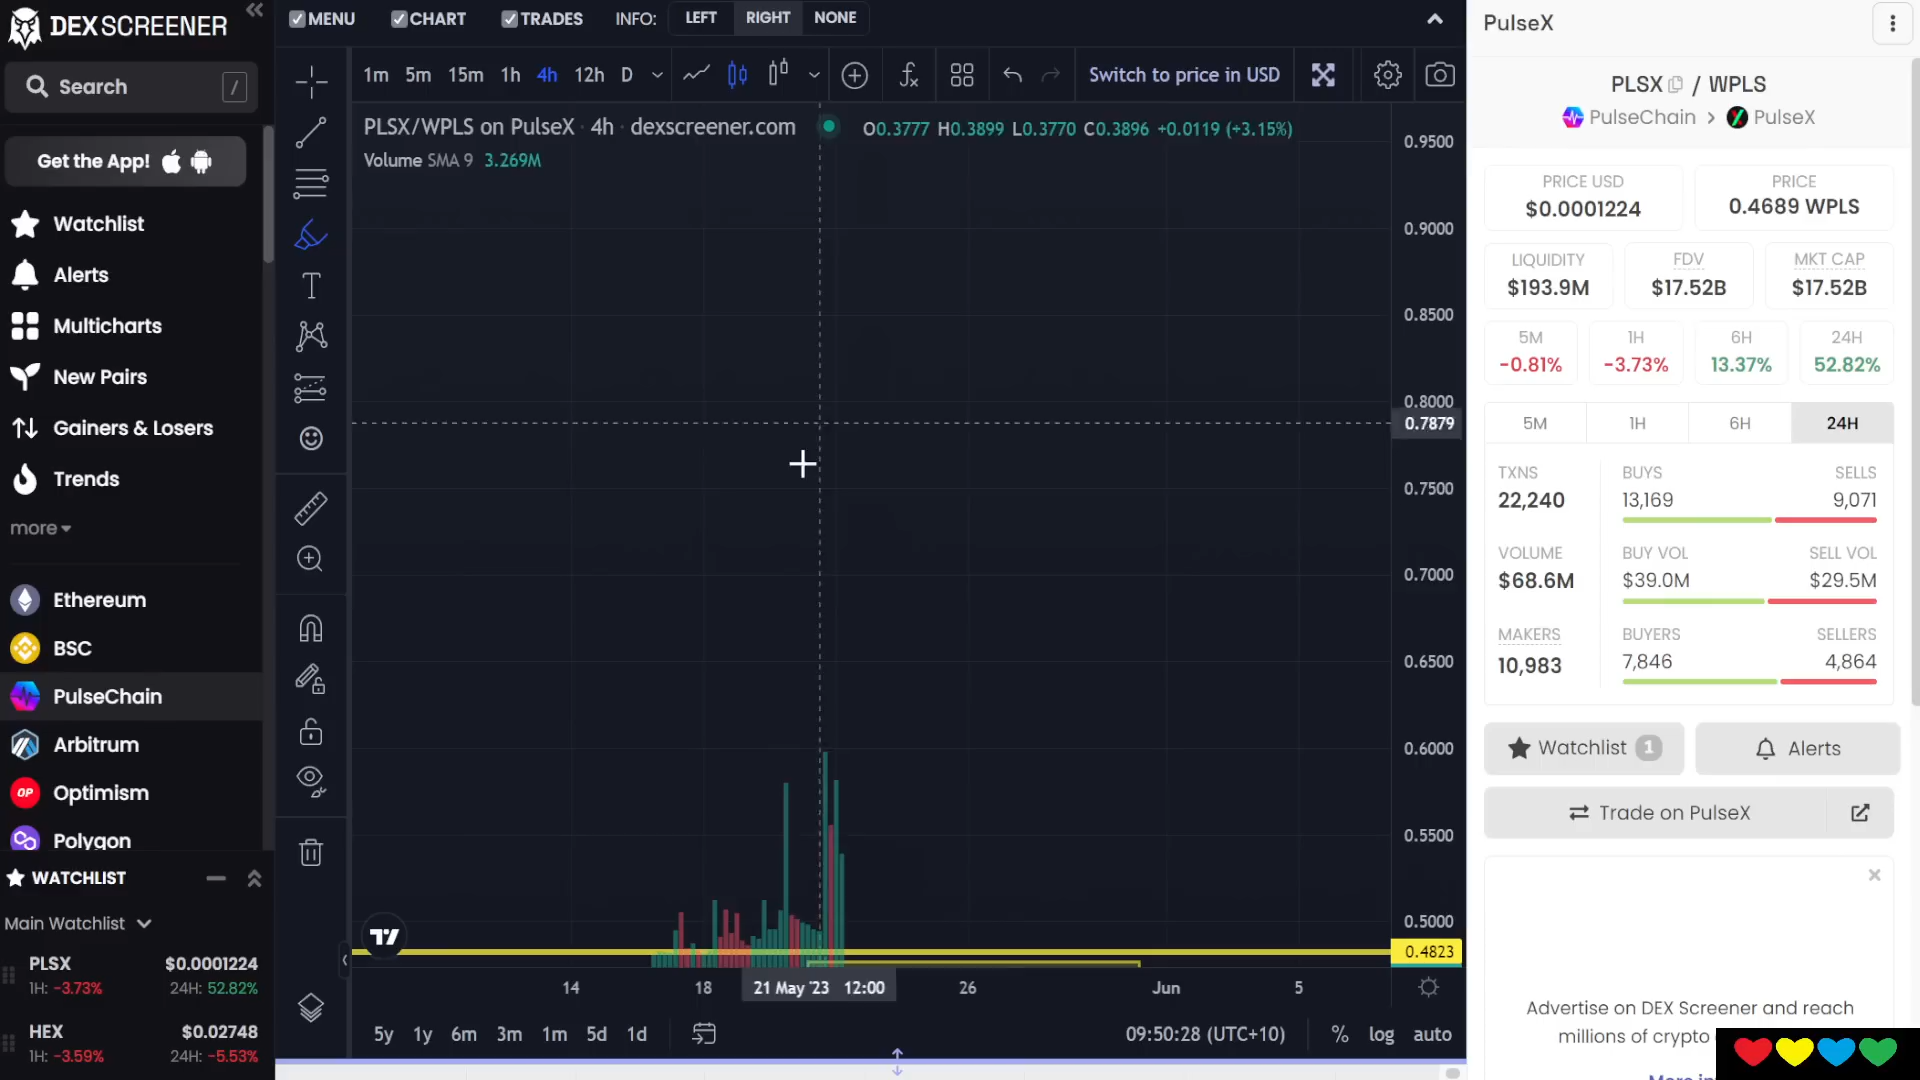 DEX SCREENER
Search /
Get the App!
Watchlist
Alerts
Multicharts
New Pairs
Gainers & Losers
Trends
more
Ethereum
BSC
PulseChain
Arbitrum
OP Optimism
Polygon
WATCHLIST
Main Watchlist
PLSX $0.0001224
1H: -3.73% 24H: 52.82%
HEX $0.02748
1H: -3.59% 24H: -5.53%
MENU CHART TRADES INFO: LEFT RIGHT NONE
1m 5m 15m 1h 4h 12h D Switch to price in USD
PLSX/WPLS on PulseX · 4h · dexscreener.com O0.3777 H0.3899 L0.3770 C0.3896 +0.0119 (+3.15%)
Volume SMA 9 3.269M
0.9500
0.9000
0.8500
0.8000
0.7879
0.7500
0.7000
0.6500
0.6000
0.5500
0.5000
0.4823
14 18 21 May '23 12:00 26 Jun 5
5y 1y 6m 3m 1m 5d 1d 09:50:28 (UTC+10) % log auto
PulseX
PLSX / WPLS
PulseChain > PulseX
PRICE USD PRICE
$0.0001224 0.4689 WPLS
LIQUIDITY FDV MKT CAP
$193.9M $17.52B $17.52B
5M 1H 6H 24H
-0.81% -3.73% 13.37% 52.82%
5M 1H 6H 24H
TXNS BUYS SELLS
22,240 13,169 9,071
VOLUME BUY VOL SELL VOL
$68.6M $39.0M $29.5M
MAKERS BUYERS SELLERS
10,983 7,846 4,864
Watchlist 1 Alerts
Trade on PulseX
Advertise on DEX Screener and reach
millions of crypto